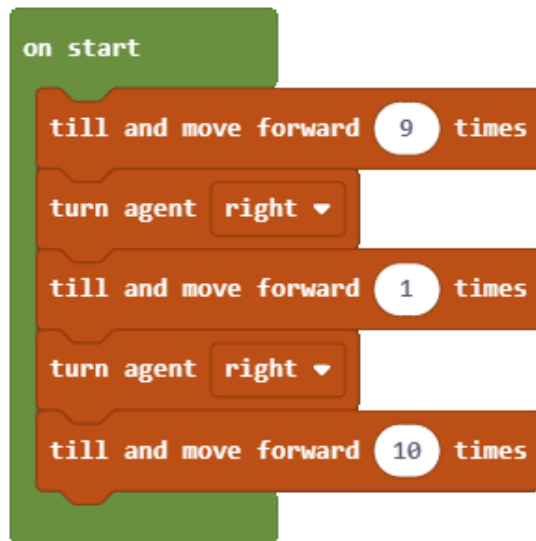 on start
till and move forward 9 times
turn agent right
till and move forward 1 times
turn agent right
till and move forward 10 times